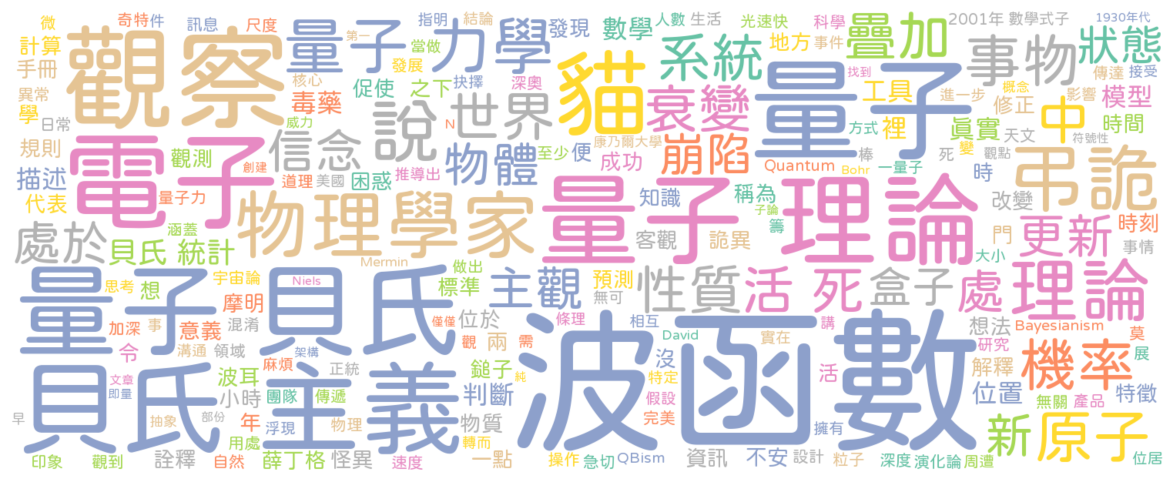 微 奇特件 訊息 尺度
計算 手冊 異常 學 日常 規則
觀察
量子力學
指明 結論 第一 當做 發展
發現 數學 人數 生活 光速快 科學
2001年 數學式子 1930年代
地方 事件
疊加
事物
狀態
傳達 接受
核心 毒藥 威力
促使 之下 抉擇 深奧
貓
系統
衰變
量子
找到 工具 進一步 概念 修正 影響 模型
中 時間 符號性
裡 眞實 天文
電子
觀測 創建
信念
說
世界
物體
N 康乃爾大學
至少 便 成功
崩陷
方式 棒 死 變 觀點
Quantum Bohr 一量子
弔詭
描述 代表
量子力 道理 美國 困惑 推導出
物理學家
量子理論
知識 稱為 子論 籌
時 改變
客觀 詭異
門 更新 時刻 事情
處於
貝氏統計
涵蓋
Mermin 做出 標準
大小
量子貝氏
思考 想 宇宙論 Niels
主觀
預測 無可
性質
活死
盒子
處
理論
摩明
加深 事 意義 混淆
令 溝通 領域 麻煩 架構
僅僅 條理 位於 觀 兩 需
相互 David 實在 講
想法 Bayesianism 莫
研究 展
波函數
機率
貝氏主義
文章 即量
波耳 正統 小時 團隊 傳遞
鎚子 純 判斷
沒 特定 活 假設
解釋 位置 無關 產品 特徵
早 抽象 部份 年 浮現 物理 物質
完美 擁有
用處 轉而
新
原子
印象 觀到 詮釋 自然 薛丁格 怪異 速度 一點
操作 急切 QBism 資訊 不安 設計 粒子 深度 演化論 周遭 位居